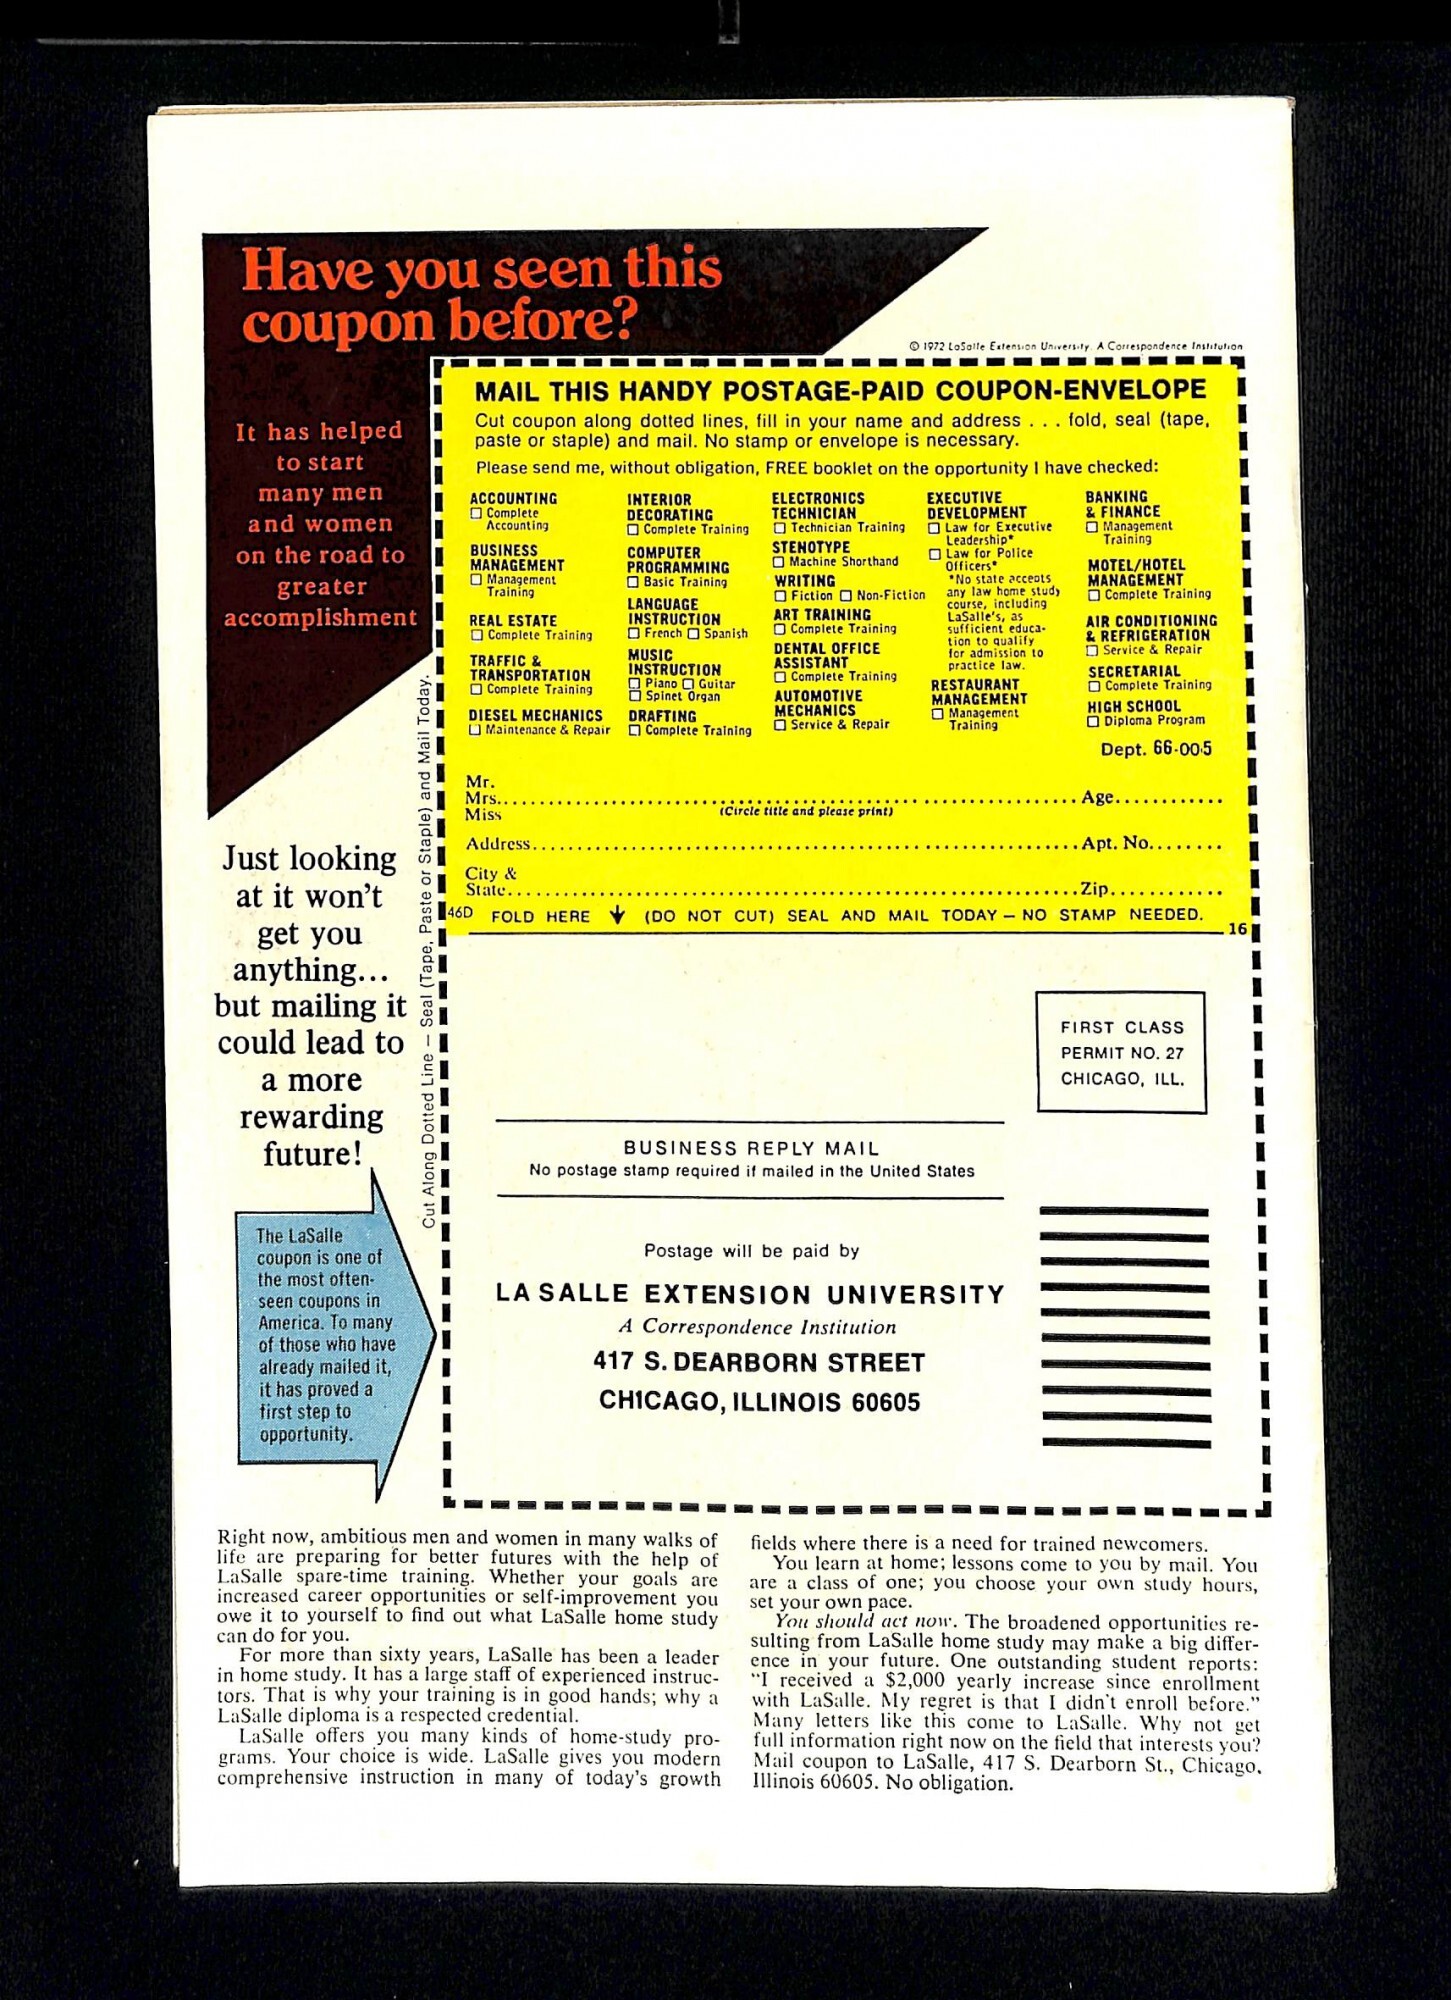 Have you seen this
coupon before?
It has helped
to start
many men
and women
on the road to
greater
accomplishment
© 1972 LaSalle Extension University. A Correspondence Institution
MAIL THIS HANDY POSTAGE-PAID COUPON-ENVELOPE
Cut coupon along dotted lines, fill in your name and address . . . fold, seal (tape,
paste or staple) and mail. No stamp or envelope is necessary.
Please send me, without obligation, FREE booklet on the opportunity I have checked:
ACCOUNTING
☐ Complete
Accounting
BUSINESS
MANAGEMENT
☐ Management
Training
REAL ESTATE
☐ Complete Training
TRAFFIC &
TRANSPORTATION
☐ Complete Training
DIESEL MECHANICS
☐ Maintenance & Repair
INTERIOR
DECORATING
☐ Complete Training
COMPUTER
PROGRAMMING
☐ Basic Training
LANGUAGE
INSTRUCTION
☐ French ☐ Spanish
MUSIC
INSTRUCTION
☐ Piano ☐ Guitar
☐ Spinet Organ
DRAFTING
☐ Complete Training
ELECTRONICS
TECHNICIAN
☐ Technician Training
STENOTYPE
☐ Machine Shorthand
WRITING
☐ Fiction ☐ Non-Fiction
ART TRAINING
☐ Complete Training
DENTAL OFFICE
ASSISTANT
☐ Complete Training
AUTOMOTIVE
MECHANICS
☐ Service & Repair
EXECUTIVE
DEVELOPMENT
☐ Law for Executive
Leadership*
☐ Law for Police
Officers*
*No state accepts
any law home study
course, including
LaSalle's, as
sufficient educa-
tion to qualify
for admission to
practice law.
RESTAURANT
MANAGEMENT
☐ Management
Training
BANKING
& FINANCE
☐ Management
Training
MOTEL/HOTEL
MANAGEMENT
☐ Complete Training
AIR CONDITIONING
& REFRIGERATION
☐ Service & Repair
SECRETARIAL
☐ Complete Training
HIGH SCHOOL
☐ Diploma Program
Dept. 66-005
Mr.
Mrs. Age
Miss (Circle title and please print)
Address Apt. No.
City &
State Zip
46D FOLD HERE ↓ (DO NOT CUT) SEAL AND MAIL TODAY – NO STAMP NEEDED.
16
Cut Along Dotted Line – Seal (Tape, Paste or Staple) and Mail Today.
Just looking
at it won't
get you
anything...
but mailing it
could lead to
a more
rewarding
future!
The LaSalle
coupon is one of
the most often-
seen coupons in
America. To many
of those who have
already mailed it,
it has proved a
first step to
opportunity.
FIRST CLASS
PERMIT NO. 27
CHICAGO, ILL.
BUSINESS REPLY MAIL
No postage stamp required if mailed in the United States
Postage will be paid by
LA SALLE EXTENSION UNIVERSITY
A Correspondence Institution
417 S. DEARBORN STREET
CHICAGO, ILLINOIS 60605
Right now, ambitious men and women in many walks of
life are preparing for better futures with the help of
LaSalle spare-time training. Whether your goals are
increased career opportunities or self-improvement you
owe it to yourself to find out what LaSalle home study
can do for you.
For more than sixty years, LaSalle has been a leader
in home study. It has a large staff of experienced instruc-
tors. That is why your training is in good hands; why a
LaSalle diploma is a respected credential.
LaSalle offers you many kinds of home-study pro-
grams. Your choice is wide. LaSalle gives you modern
comprehensive instruction in many of today's growth
fields where there is a need for trained newcomers.
You learn at home; lessons come to you by mail. You
are a class of one; you choose your own study hours,
set your own pace.
You should act now. The broadened opportunities re-
sulting from LaSalle home study may make a big differ-
ence in your future. One outstanding student reports:
"I received a $2,000 yearly increase since enrollment
with LaSalle. My regret is that I didn't enroll before."
Many letters like this come to LaSalle. Why not get
full information right now on the field that interests you?
Mail coupon to LaSalle, 417 S. Dearborn St., Chicago,
Illinois 60605. No obligation.